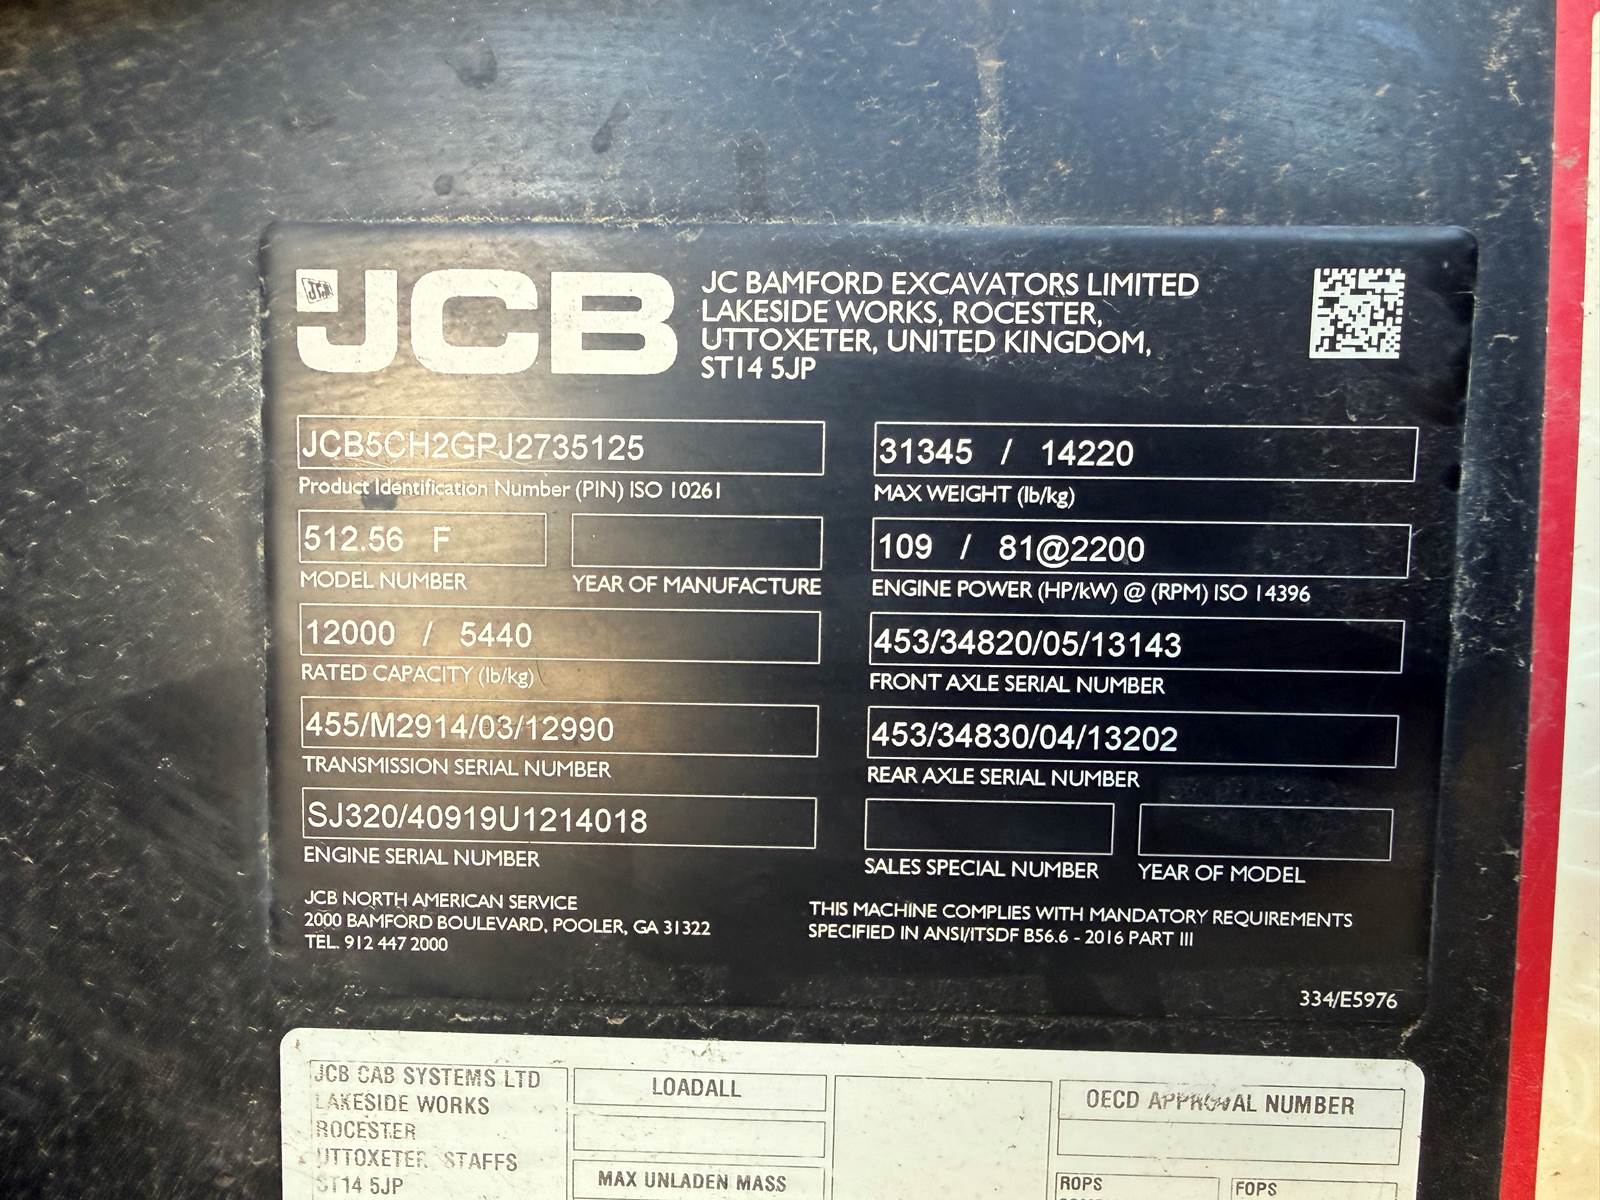 JCB
JC BAMFORD EXCAVATORS LIMITED
LAKESIDE WORKS, ROCESTER,
UTTOXETER, UNITED KINGDOM,
ST14 5JP
JCB5CH2GPJ2735125
Product Identification Number (PIN) ISO 10261
512.56 F
MODEL NUMBER
YEAR OF MANUFACTURE
12000 / 5440
RATED CAPACITY (lb/kg)
455/M2914/03/12990
TRANSMISSION SERIAL NUMBER
SJ320/40919U1214018
ENGINE SERIAL NUMBER
31345 / 14220
MAX WEIGHT (lb/kg)
109 / 81@2200
ENGINE POWER (HP/kW) @ (RPM) ISO 14396
453/34820/05/13143
FRONT AXLE SERIAL NUMBER
453/34830/04/13202
REAR AXLE SERIAL NUMBER
SALES SPECIAL NUMBER
YEAR OF MODEL
JCB NORTH AMERICAN SERVICE
2000 BAMFORD BOULEVARD, POOLER, GA 31322
TEL. 912 447 2000
THIS MACHINE COMPLIES WITH MANDATORY REQUIREMENTS
SPECIFIED IN ANSI/ITSDF B56.6 - 2016 PART III
334/E5976
JCB CAB SYSTEMS LTD
LAKESIDE WORKS
ROCESTER
UTTOXETER STAFFS
ST14 5JP
LOADALL
MAX UNLADEN MASS
OECD APPROVAL NUMBER
ROPS
FOPS